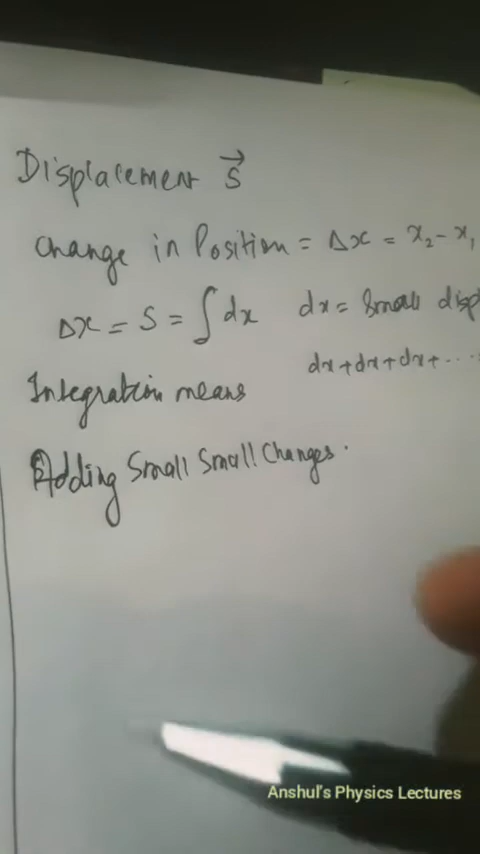 Displacement s⃗
Change in Position = Δx = x₂ - x₁
Δx = S = ∫dx dx = Small disp
dx+dx+dx+....
Integration means
Adding Small Small Changes.
Anshul's Physics Lectures